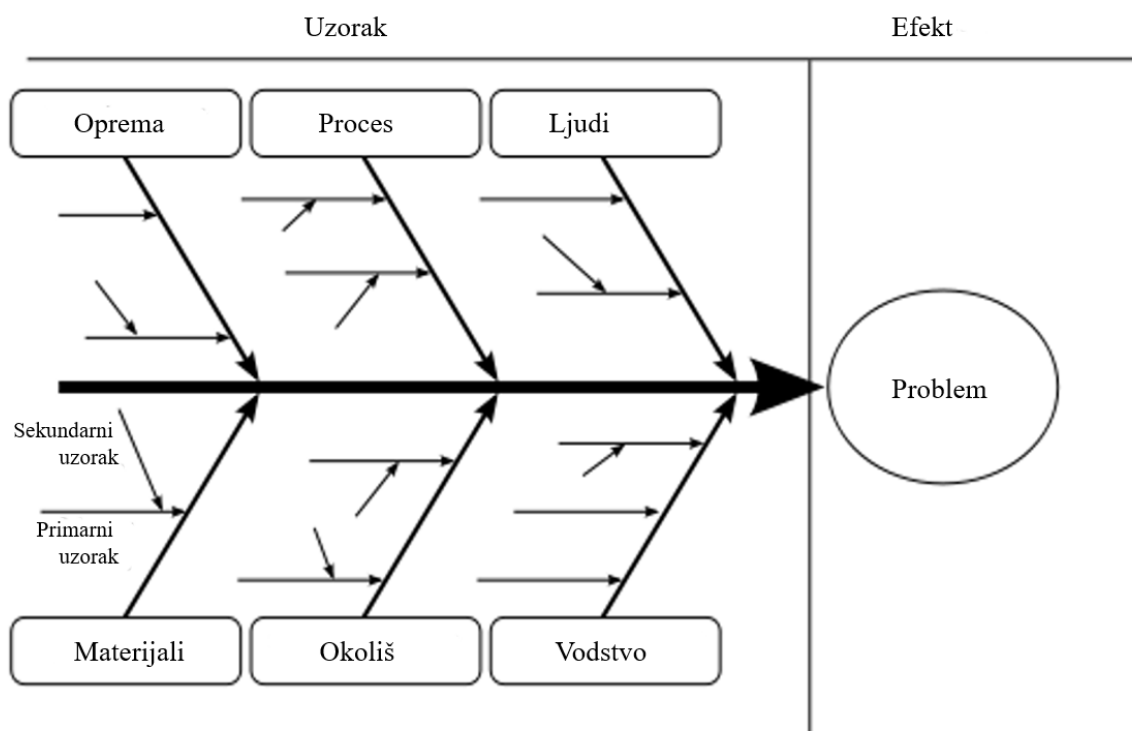 Uzorak
Efekt
Oprema
Proces
Ljudi
Problem
Sekundarni
uzorak
Primarni
uzorak
Materijali
Okoliš
Vodstvo